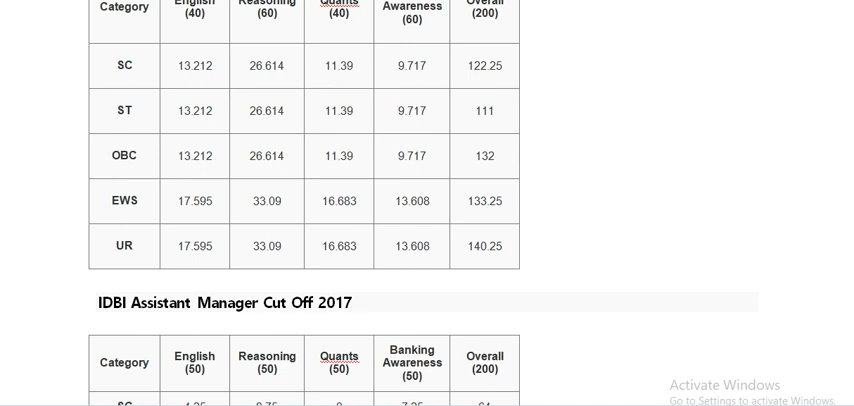 Category English (40) Reasoning (60) Quants (40) Awareness (60) Overall (200)
SC 13.212 26.614 11.39 9.717 122.25
ST 13.212 26.614 11.39 9.717 111
OBC 13.212 26.614 11.39 9.717 132
EWS 17.595 33.09 16.683 13.608 133.25
UR 17.595 33.09 16.683 13.608 140.25
IDBI Assistant Manager Cut Off 2017
Category English (50) Reasoning (50) Quants (50) Banking Awareness (50) Overall (200)
Activate Windows
Go to Settings to activate Windows.